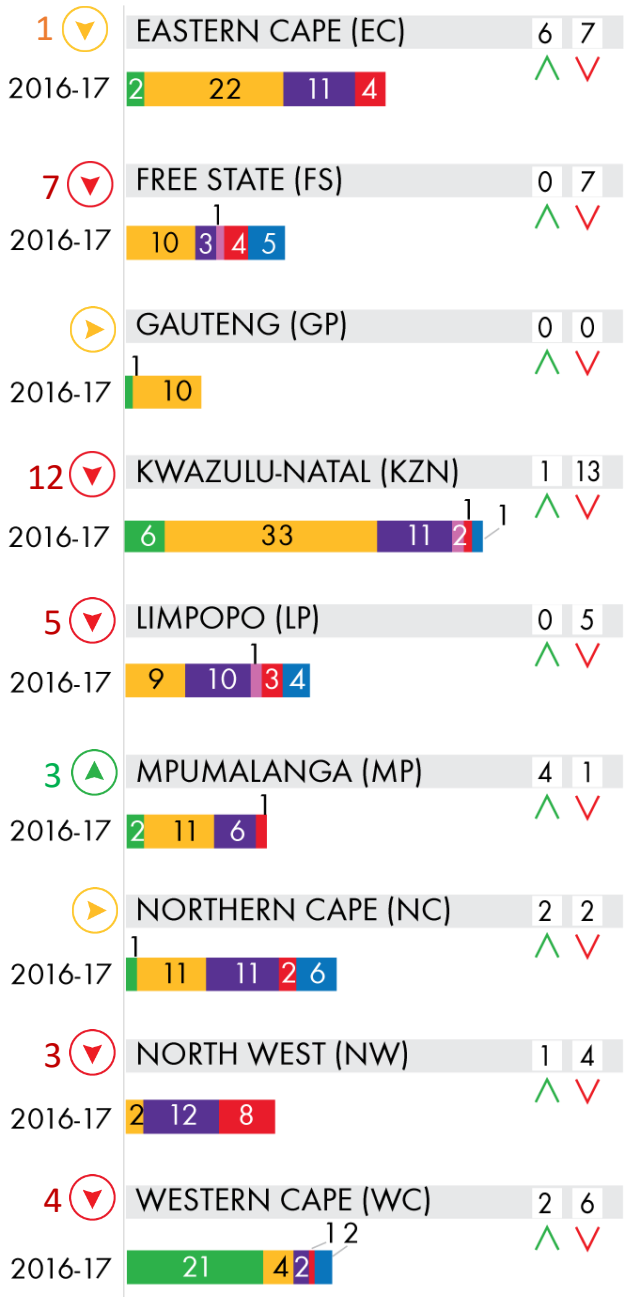 1 EASTERN CAPE (EC) 6 7
2016-17 2 22 11 4
7 FREE STATE (FS) 0 7
1
2016-17 10 3 4 5
GAUTENG (GP) 0 0
1
2016-17 10
12 KWAZULU-NATAL (KZN) 1 13
1 1
2016-17 6 33 11 2
5 LIMPOPO (LP) 0 5
1
2016-17 9 10 3 4
3 MPUMALANGA (MP) 4 1
1
2016-17 2 11 6
NORTHERN CAPE (NC) 2 2
1
2016-17 11 11 2 6
3 NORTH WEST (NW) 1 4
2016-17 2 12 8
4 WESTERN CAPE (WC) 2 6
1 2
2016-17 21 4 2